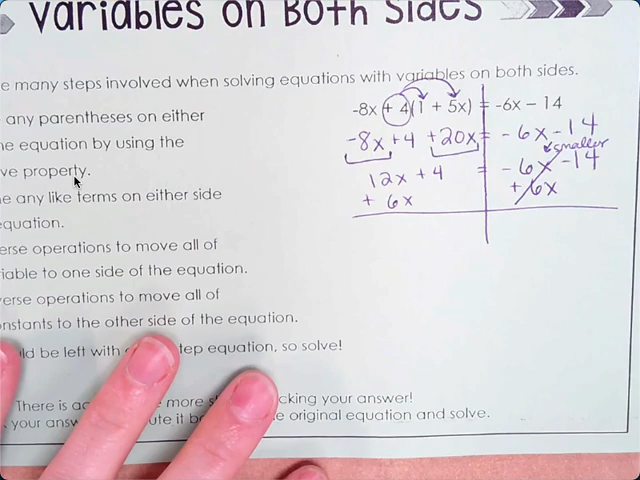 Variables on Both Sides
e many steps involved when solving equations with variables on both sides.
any parentheses on either
he equation by using the
ve property.
ne any like terms on either side
equation.
erse operations to move all of
riable to one side of the equation.
verse operations to move all of
onstants to the other side of the equation.
uld be left with step equation, so solve!
There is more cking your answer!
your answ ute it b e original equation and solve.
-8x + 4(1 + 5x) = -6x - 14
-8x + 4 + 20x = -6x - 14
smaller
12x + 4 = -6x - 14
+ 6x + 6x